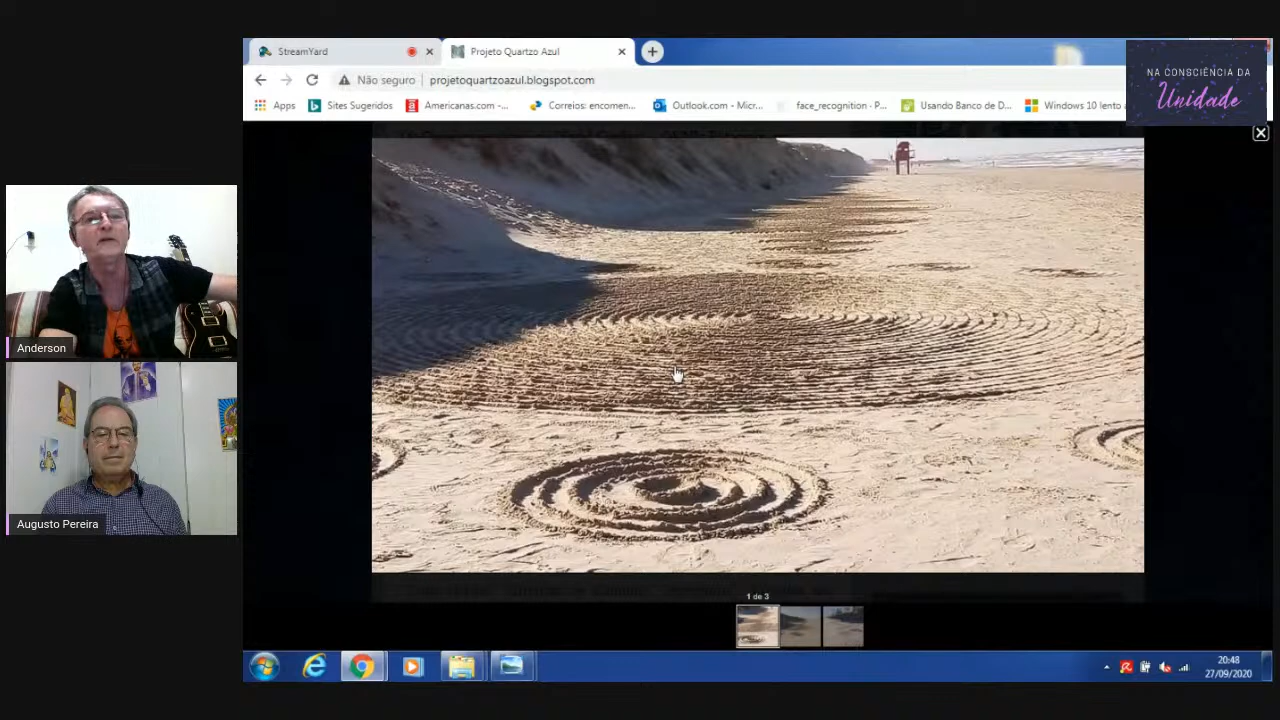 StreamYard
Projeto Quartzo Azul
Não seguro
projetoquartzoazul.blogspot.com
Apps
Sites Sugeridos
Americanas.com -...
Correios: encomen...
Outlook.com - Micr...
face_recognition · P...
Usando Banco de D...
Windows 10 lento
NA CONSCIÊNCIA DA
Unidade
Anderson
Augusto Pereira
1 de 3
20:48
27/09/2020